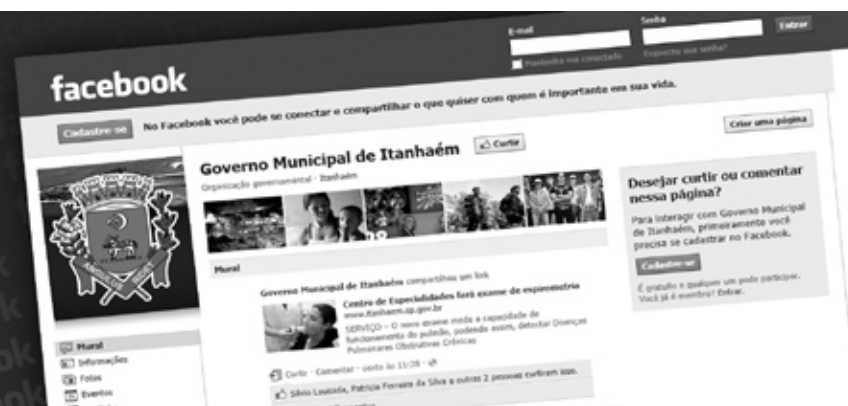 E-mail
Senha
Entrar
Mantenha-me conectado
Esqueceu sua senha?
facebook
Cadastre-se
No Facebook você pode se conectar e compartilhar o que quiser com quem é importante em sua vida.
Criar uma página
Governo Municipal de Itanhaém
Curtir
Organização governamental · Itanhaém
Desejar curtir ou comentar
nessa página?
Para interagir com Governo Municipal
de Itanhaém, primeiramente você
precisa se cadastrar no Facebook.
Cadastre-se
É gratuito e qualquer um pode participar.
Você já é membro? Entrar.
ANGULUS RIDET
Mural
Governo Municipal de Itanhaém compartilhou um link
Centro de Especialidades fará exame de espirometria
www.itanhaem.sp.gov.br
SERVIÇO – O novo exame mede a capacidade de
funcionamento do pulmão, podendo assim, detectar Doenças
Pulmonares Obstrutivas Crônicas
Curtir · Comentar · sexta às 11:28 ·
Silvio Lousada, Patricia Ferreira da Silva e outras 2 pessoas curtiram isso.
Mural
Informações
Fotos
Eventos